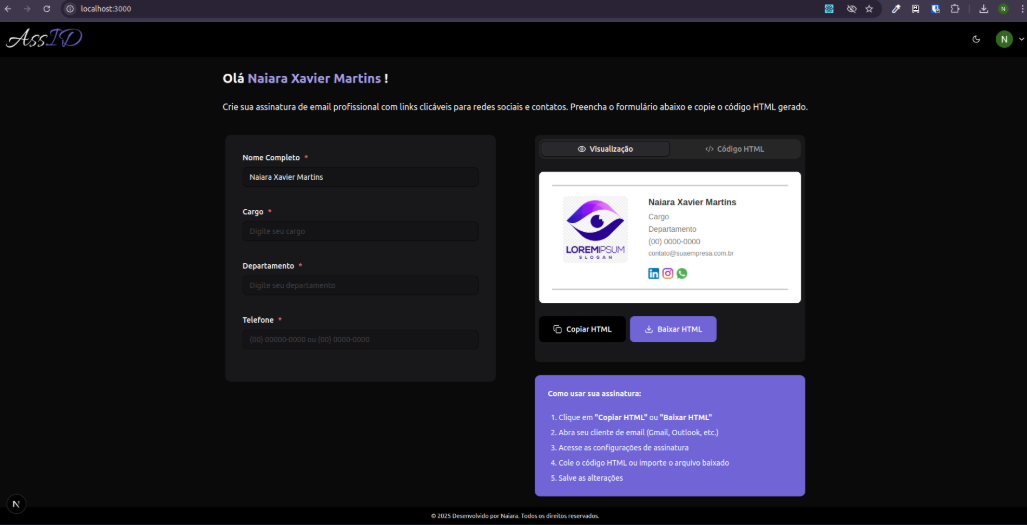 localhost:3000
N
AssID
N
Olá Naiara Xavier Martins !
Crie sua assinatura de email profissional com links clicáveis para redes sociais e contatos. Preencha o formulário abaixo e copie o código HTML gerado.
Nome Completo *
Naiara Xavier Martins
Cargo *
Digite seu cargo
Departamento *
Digite seu departamento
Telefone *
(00) 00000-0000 ou (00) 0000-0000
Visualização
</> Código HTML
LOREMIPSUM
SLOGAN
Naiara Xavier Martins
Cargo
Departamento
(00) 0000-0000
contato@suaempresa.com.br
in
Copiar HTML
Baixar HTML
Como usar sua assinatura:
1. Clique em "Copiar HTML" ou "Baixar HTML"
2. Abra seu cliente de email (Gmail, Outlook, etc.)
3. Acesse as configurações de assinatura
4. Cole o código HTML ou importe o arquivo baixado
5. Salve as alterações
N
© 2025 Desenvolvido por Naiara. Todos os direitos reservados.